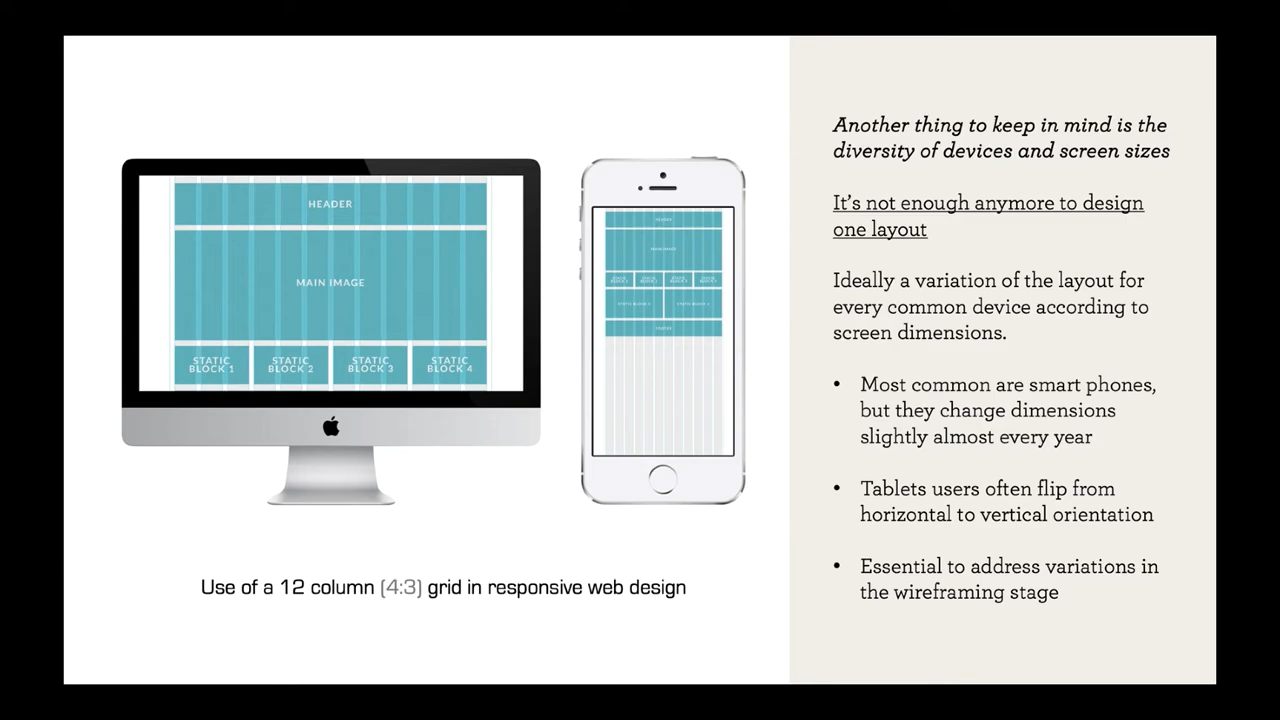 HEADER
MAIN IMAGE
STATIC
BLOCK 1
STATIC
BLOCK 2
STATIC
BLOCK 3
STATIC
BLOCK 4
HEADER
MAIN IMAGE
Use of a 12 column (4:3) grid in responsive web design
Another thing to keep in mind is the
diversity of devices and screen sizes
It's not enough anymore to design
one layout
Ideally a variation of the layout for
every common device according to
screen dimensions.
• Most common are smart phones,
but they change dimensions
slightly almost every year
• Tablets users often flip from
horizontal to vertical orientation
• Essential to address variations in
the wireframing stage